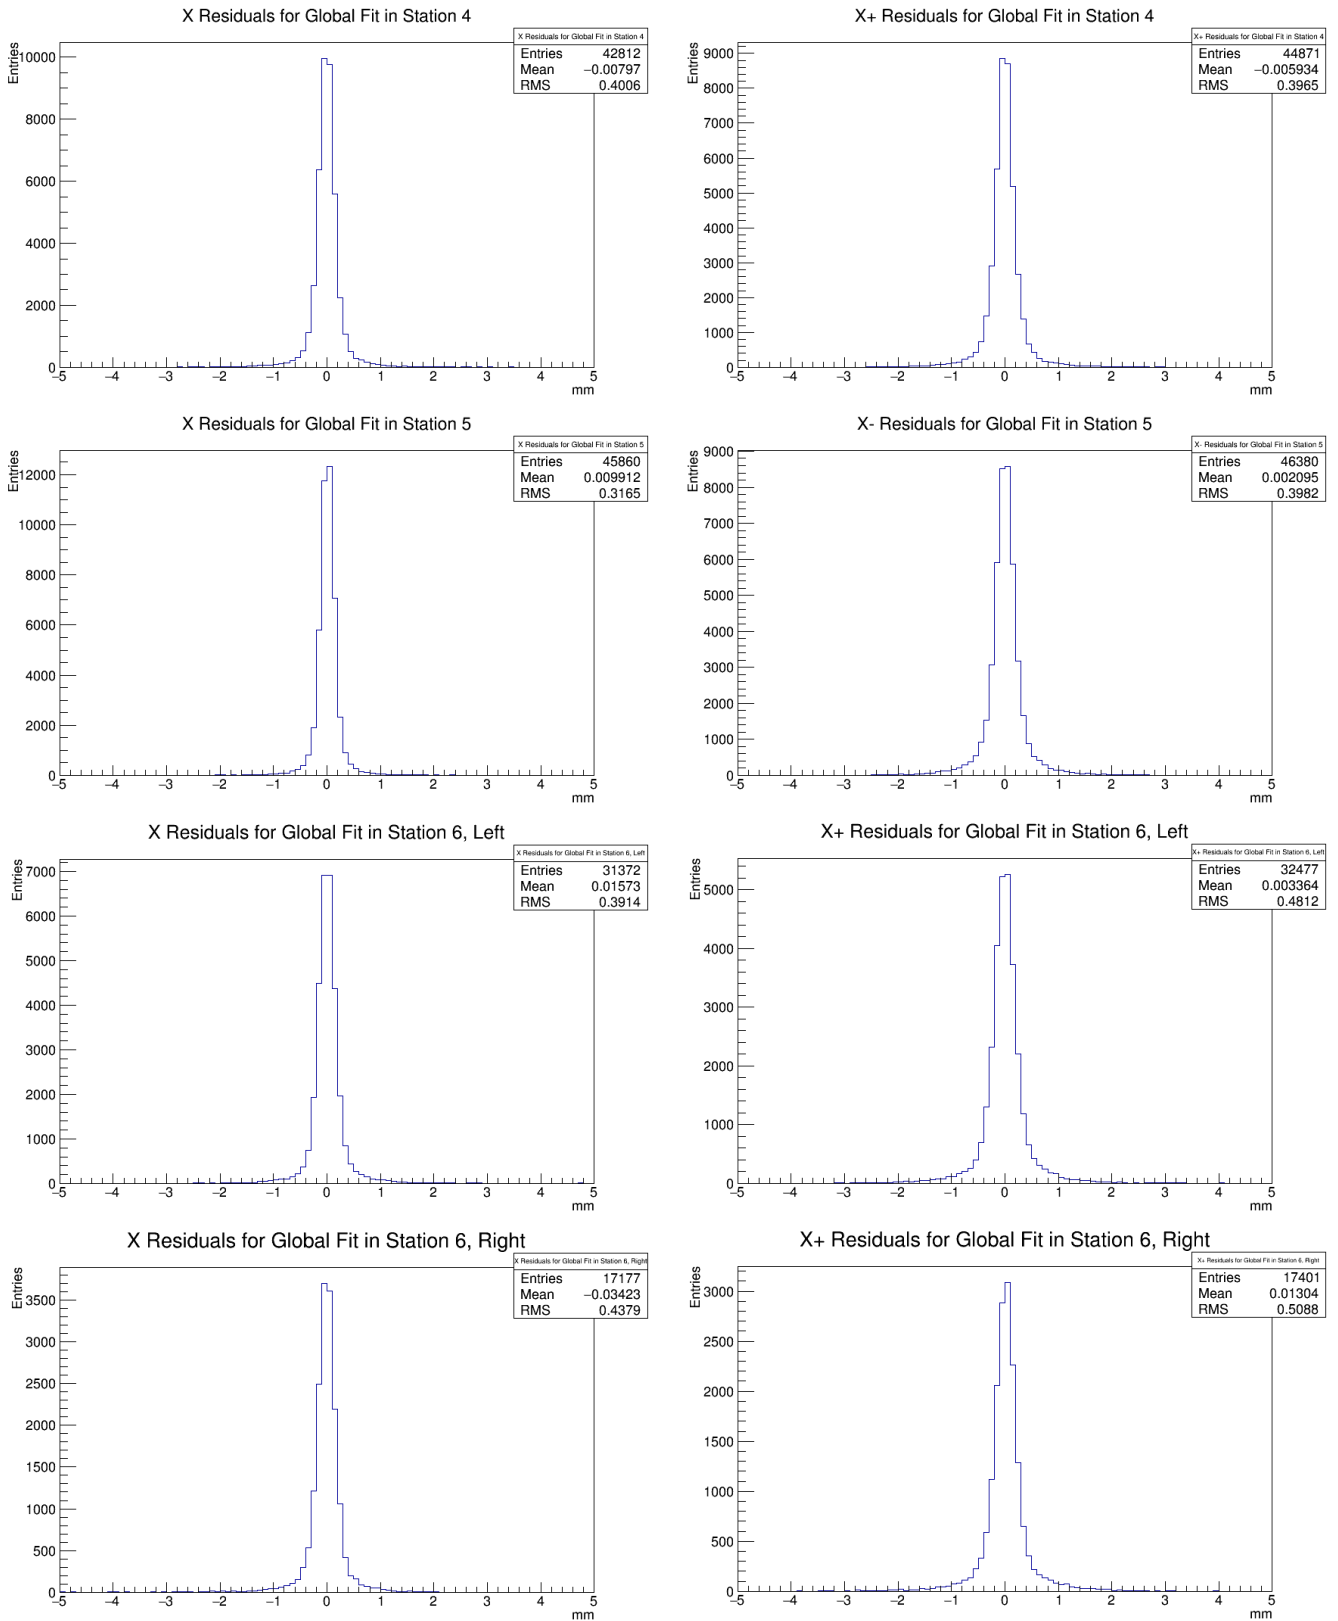 X Residuals for Global Fit in Station 4
X Residuals for Global Fit in Station 4
Entries 42812
Mean −0.00797
RMS 0.4006
Entries
10000
8000
6000
4000
2000
0
−5 −4 −3 −2 −1 0 1 2 3 4 5
mm
X+ Residuals for Global Fit in Station 4
X+ Residuals for Global Fit in Station 4
Entries 44871
Mean −0.005934
RMS 0.3965
Entries
9000
8000
7000
6000
5000
4000
3000
2000
1000
0
−5 −4 −3 −2 −1 0 1 2 3 4 5
mm
X Residuals for Global Fit in Station 5
X Residuals for Global Fit in Station 5
Entries 45860
Mean 0.009912
RMS 0.3165
Entries
12000
10000
8000
6000
4000
2000
0
−5 −4 −3 −2 −1 0 1 2 3 4 5
mm
X- Residuals for Global Fit in Station 5
X- Residuals for Global Fit in Station 5
Entries 46380
Mean 0.002095
RMS 0.3982
Entries
9000
8000
7000
6000
5000
4000
3000
2000
1000
0
−5 −4 −3 −2 −1 0 1 2 3 4 5
mm
X Residuals for Global Fit in Station 6, Left
X Residuals for Global Fit in Station 6, Left
Entries 31372
Mean 0.01573
RMS 0.3914
Entries
7000
6000
5000
4000
3000
2000
1000
0
−5 −4 −3 −2 −1 0 1 2 3 4 5
mm
X+ Residuals for Global Fit in Station 6, Left
X+ Residuals for Global Fit in Station 6, Left
Entries 32477
Mean 0.003364
RMS 0.4812
Entries
5000
4000
3000
2000
1000
0
−5 −4 −3 −2 −1 0 1 2 3 4 5
mm
X Residuals for Global Fit in Station 6, Right
X Residuals for Global Fit in Station 6, Right
Entries 17177
Mean −0.03423
RMS 0.4379
Entries
3500
3000
2500
2000
1500
1000
500
0
−5 −4 −3 −2 −1 0 1 2 3 4 5
mm
X+ Residuals for Global Fit in Station 6, Right
X+ Residuals for Global Fit in Station 6, Right
Entries 17401
Mean 0.01304
RMS 0.5088
Entries
3000
2500
2000
1500
1000
500
0
−5 −4 −3 −2 −1 0 1 2 3 4 5
mm